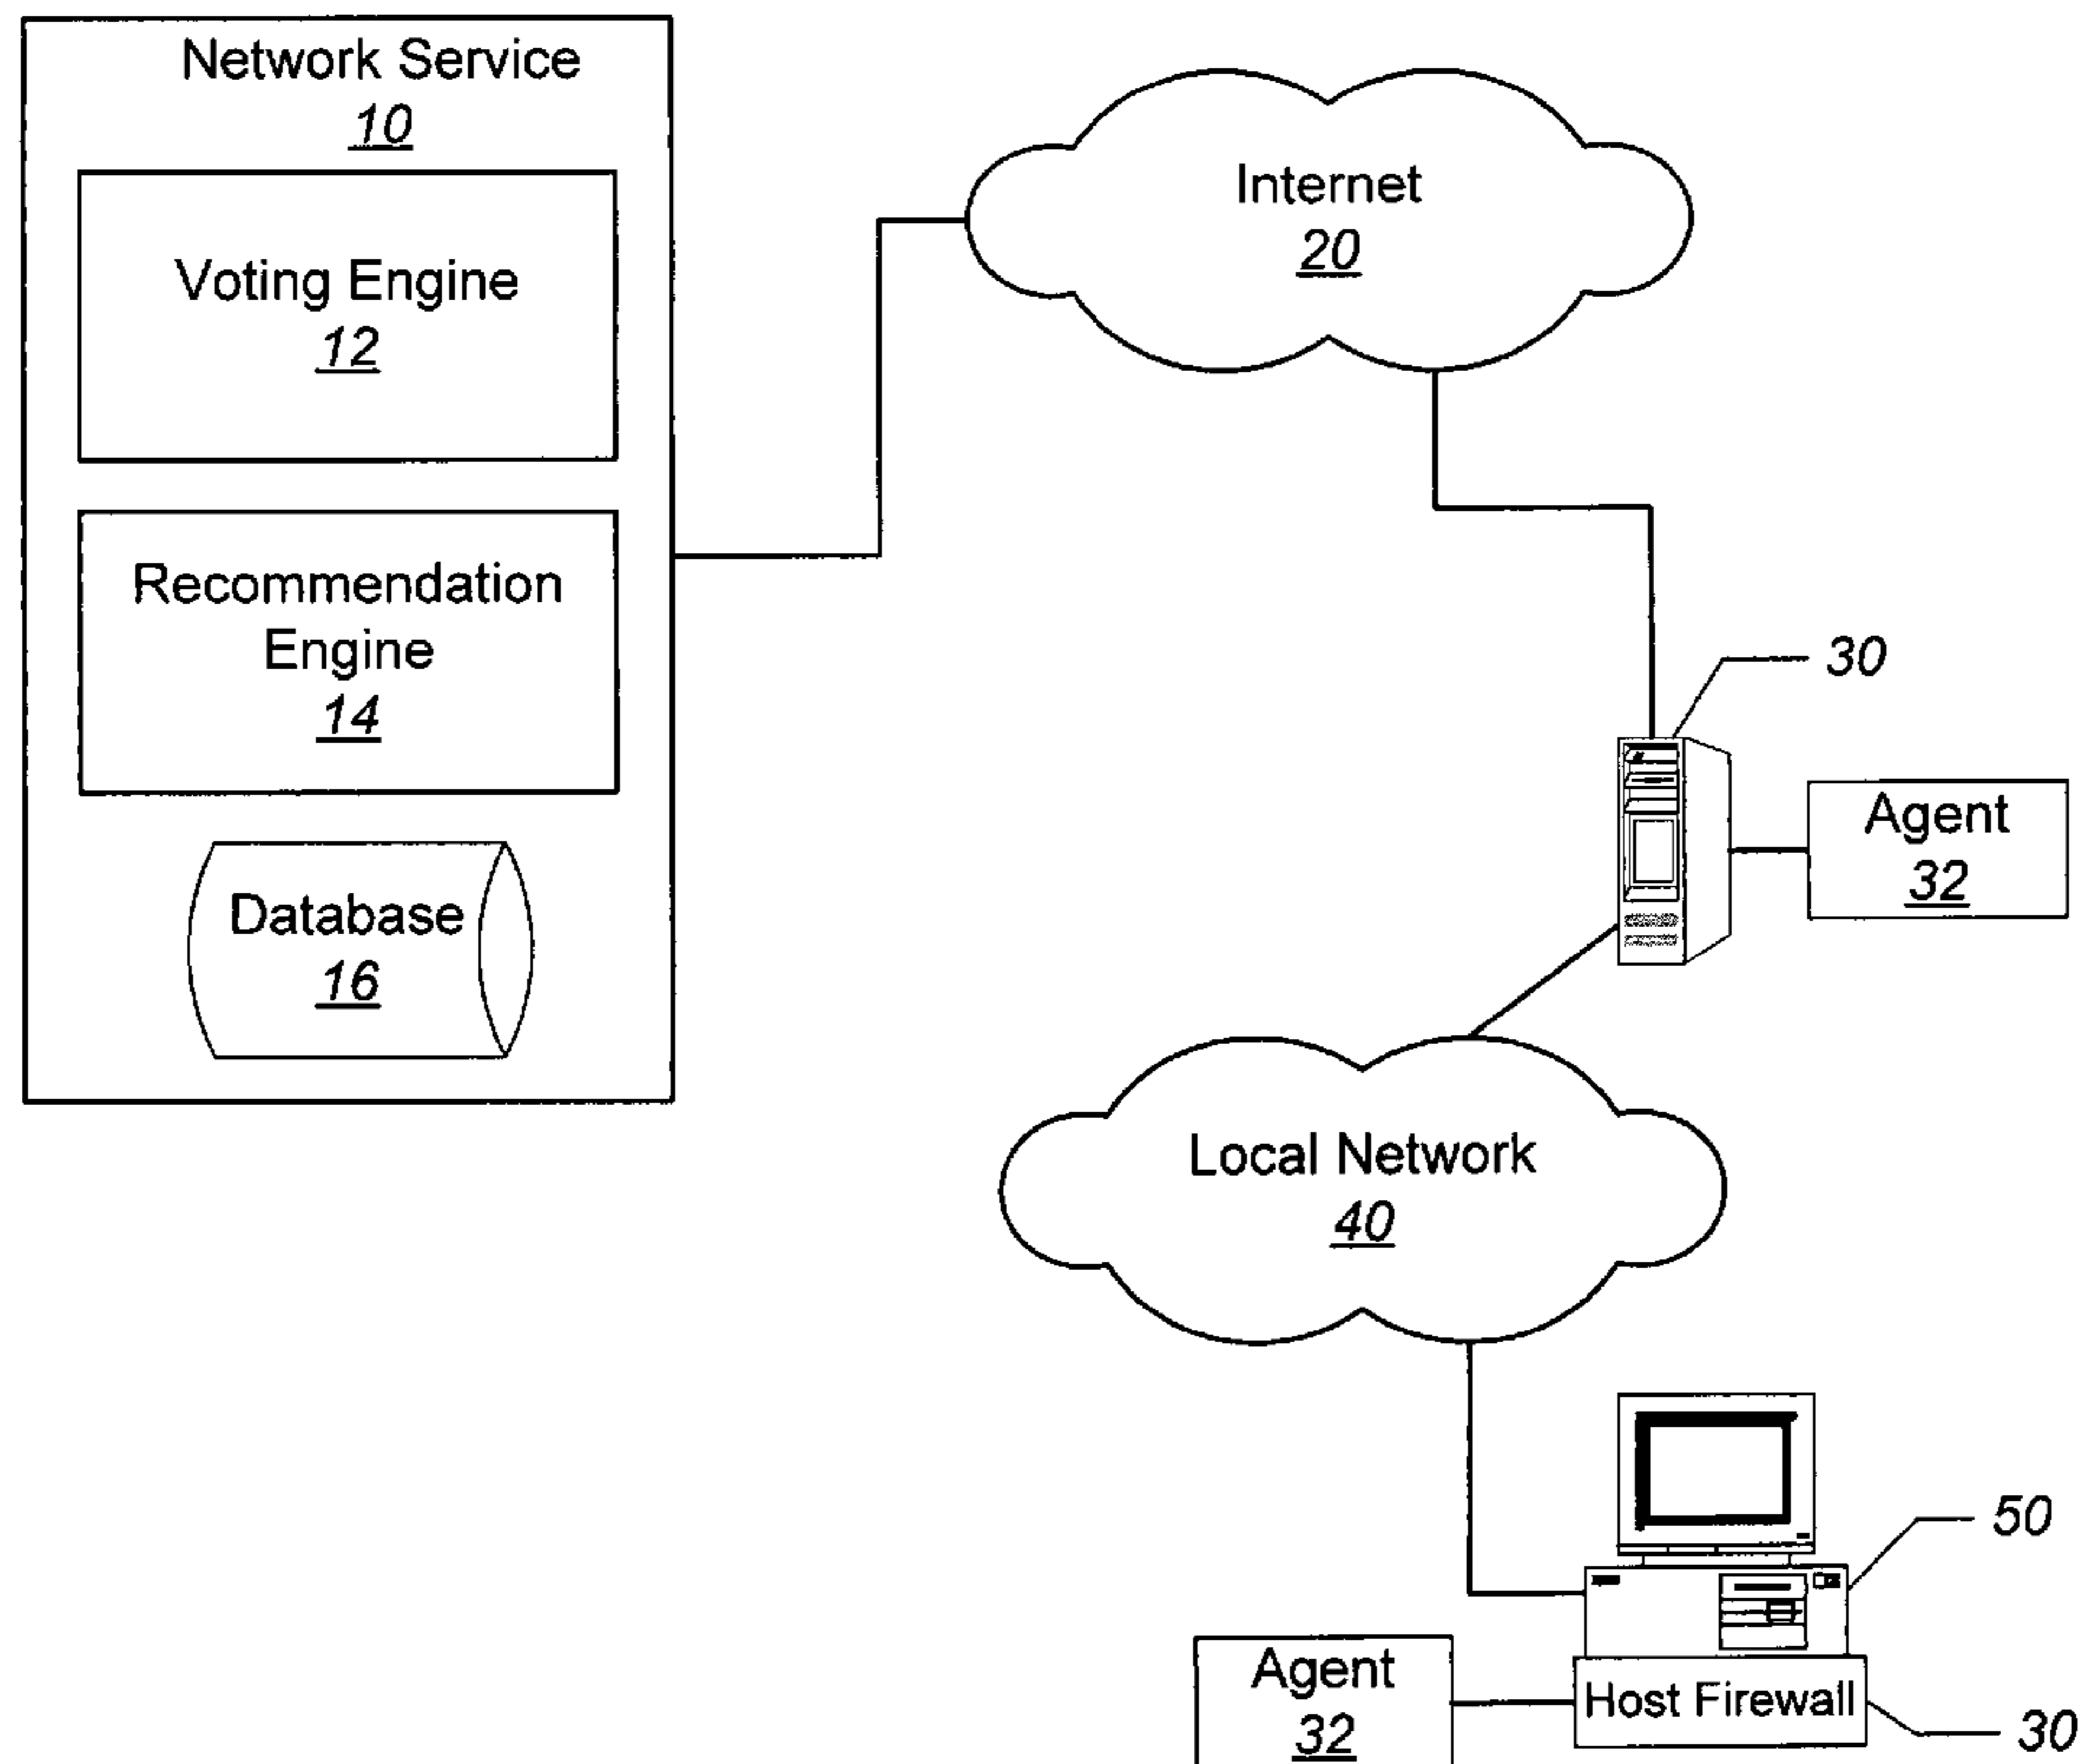 Network Service
10
Voting Engine
12
Recommendation
Engine
14
Database
16
Internet
20
30
Agent
32
Local Network
40
50
Agent
32
Host Firewall
30